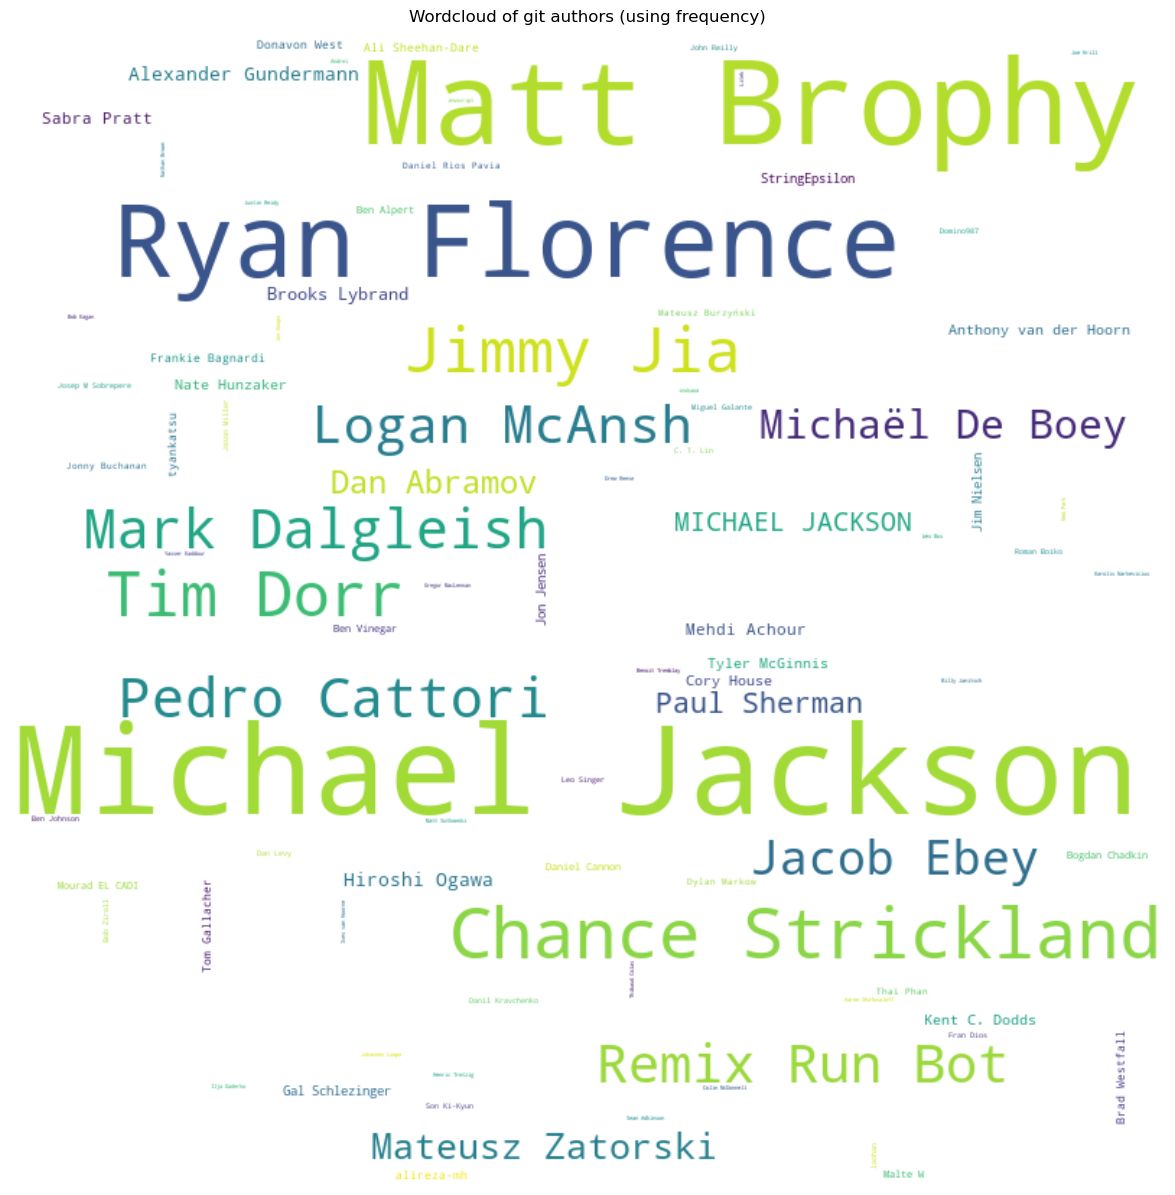 Wordcloud of git authors (using frequency)
Donavon West
Ali Sheehan-Dare
John Reilly
Alexander Gundermann
Matt Brophy
Sabra Pratt
Daniel Rios Pavia
StringEpsilon
Ben Alpert
Ryan Florence
Domino987
Brooks Lybrand
Mateusz Burzyński
Anthony van der Hoorn
Jimmy Jia
Frankie Bagnardi
Josep M Sobrepere
Nate Hunzaker
Miguel Galante
Logan McAnsh
Michaël De Boey
tyankatsu
Jonny Buchanan
C. T. Lin
Dan Abramov
Jim Nielsen
Mark Dalgleish
MICHAEL JACKSON
Wes Bos
Roman Boiko
Tim Dorr
Jon Jensen
Ben Vinegar
Mehdi Achour
Tyler McGinnis
Cory House
Pedro Cattori
Paul Sherman
Michael Jackson
Leo Singer
Ben Johnson
Dan Levy
Jacob Ebey
Bogdan Chadkin
Daniel Cannon
Mourad EL CADI
Hiroshi Ogawa
Dylan Markow
Bob Ziroll
Tom Gallacher
Chance Strickland
Danil Kravchenko
Thai Phan
Kent C. Dodds
Fran Dios
Remix Run Bot
Brad Westfall
Gal Schlezinger
Son Ki-Kyun
Mateusz Zatorski
alireza-mh
Malte W